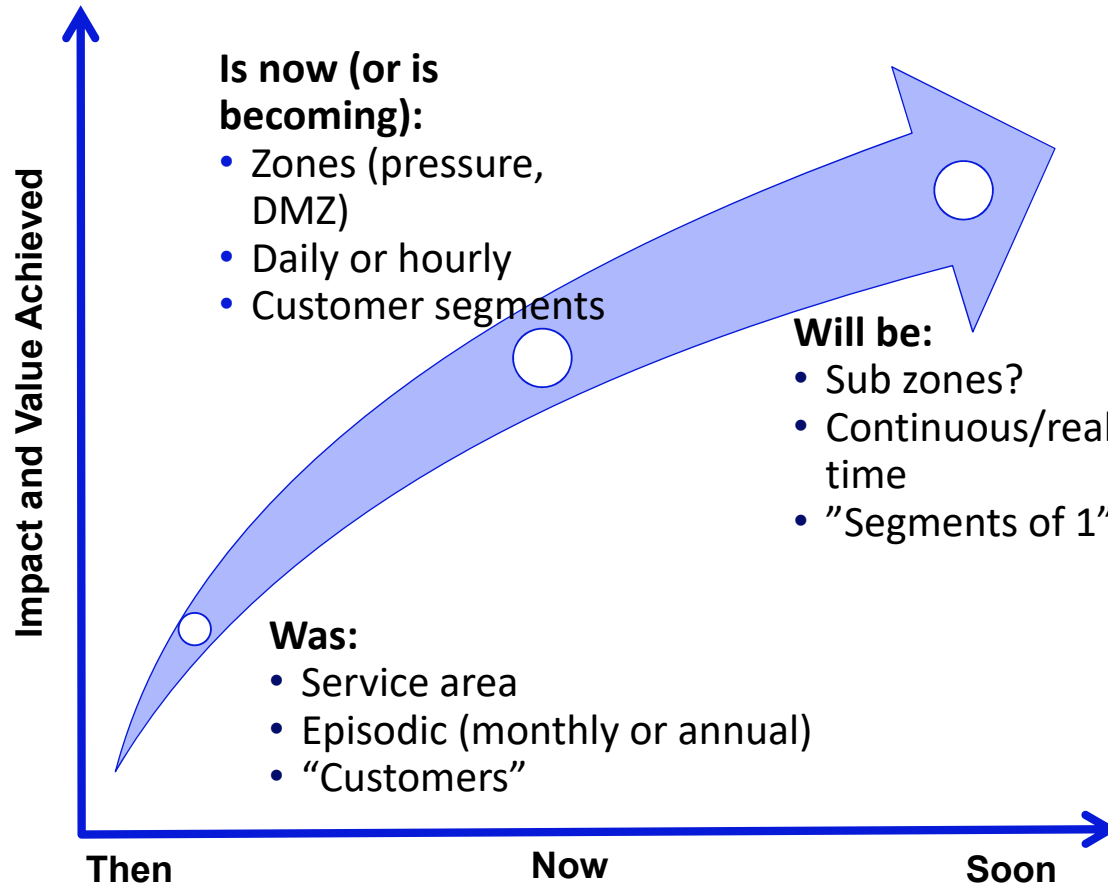 Impact and Value Achieved
Is now (or is
becoming):
• Zones (pressure,
DMZ)
• Daily or hourly
• Customer segments
Will be:
• Sub zones?
• Continuous/real
time
• ”Segments of 1”
Was:
• Service area
• Episodic (monthly or annual)
• “Customers”
Then
Now
Soon